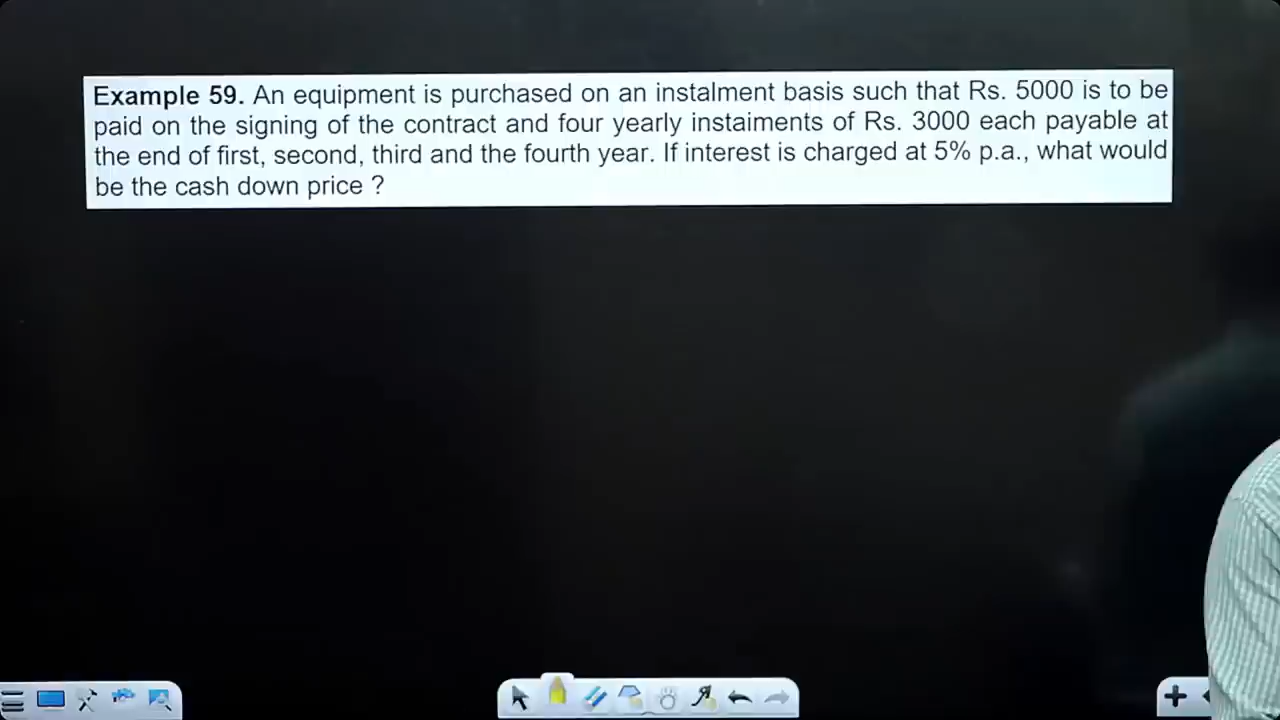 Example 59. An equipment is purchased on an instalment basis such that Rs. 5000 is to be
paid on the signing of the contract and four yearly instaiments of Rs. 3000 each payable at
the end of first, second, third and the fourth year. If interest is charged at 5% p.a., what would
be the cash down price ?